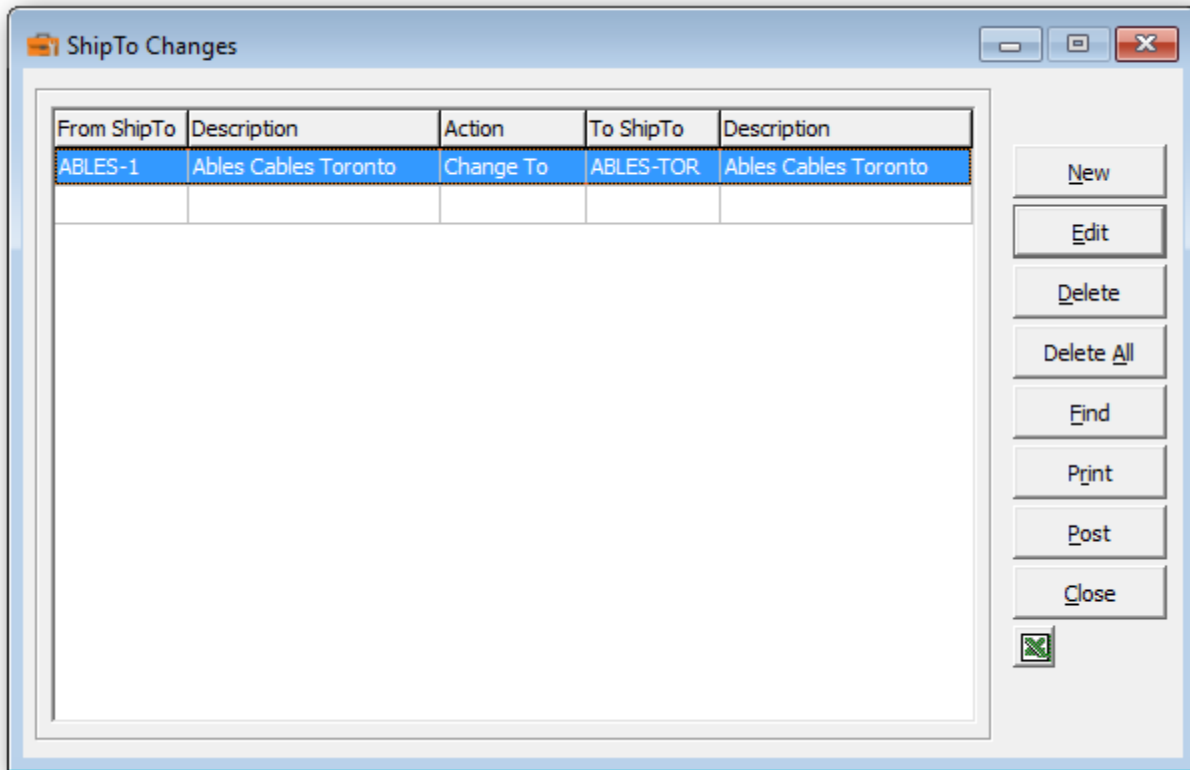 ShipTo Changes
From ShipTo Description Action To ShipTo Description
ABLES-1 Ables Cables Toronto Change To ABLES-TOR Ables Cables Toronto
New
Edit
Delete
Delete All
Find
Print
Post
Close